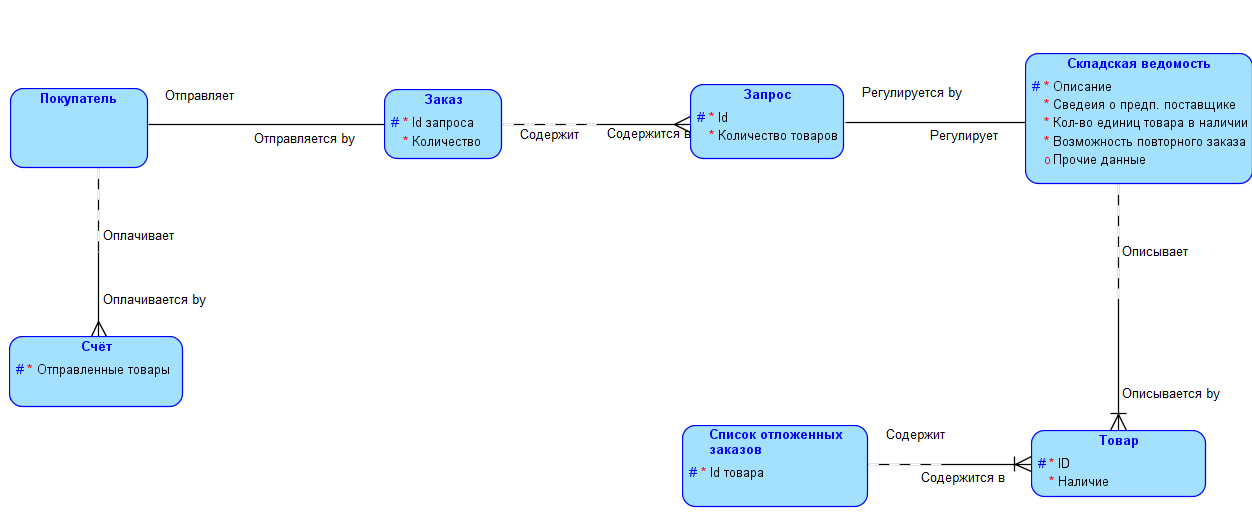 Покупатель
Отправляет
Отправляется by
Заказ
# * Id запроса
* Количество
Содержит
Содержится в
Запрос
# * Id
* Количество товаров
Регулируется by
Регулирует
Складская ведомость
# * Описание
* Сведеия о предп. поставщике
* Кол-во единиц товара в наличии
* Возможность повторного заказа
o Прочие данные
Оплачивает
Оплачивается by
Счёт
# * Отправленные товары
Описывает
Описывается by
Список отложенных
заказов
# * Id товара
Содержит
Содержится в
Товар
# * ID
* Наличие